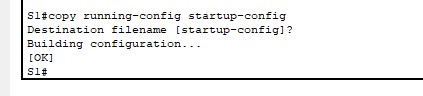 S1#copy running-config startup-config
Destination filename [startup-config]?
Building configuration...
[OK]
S1#